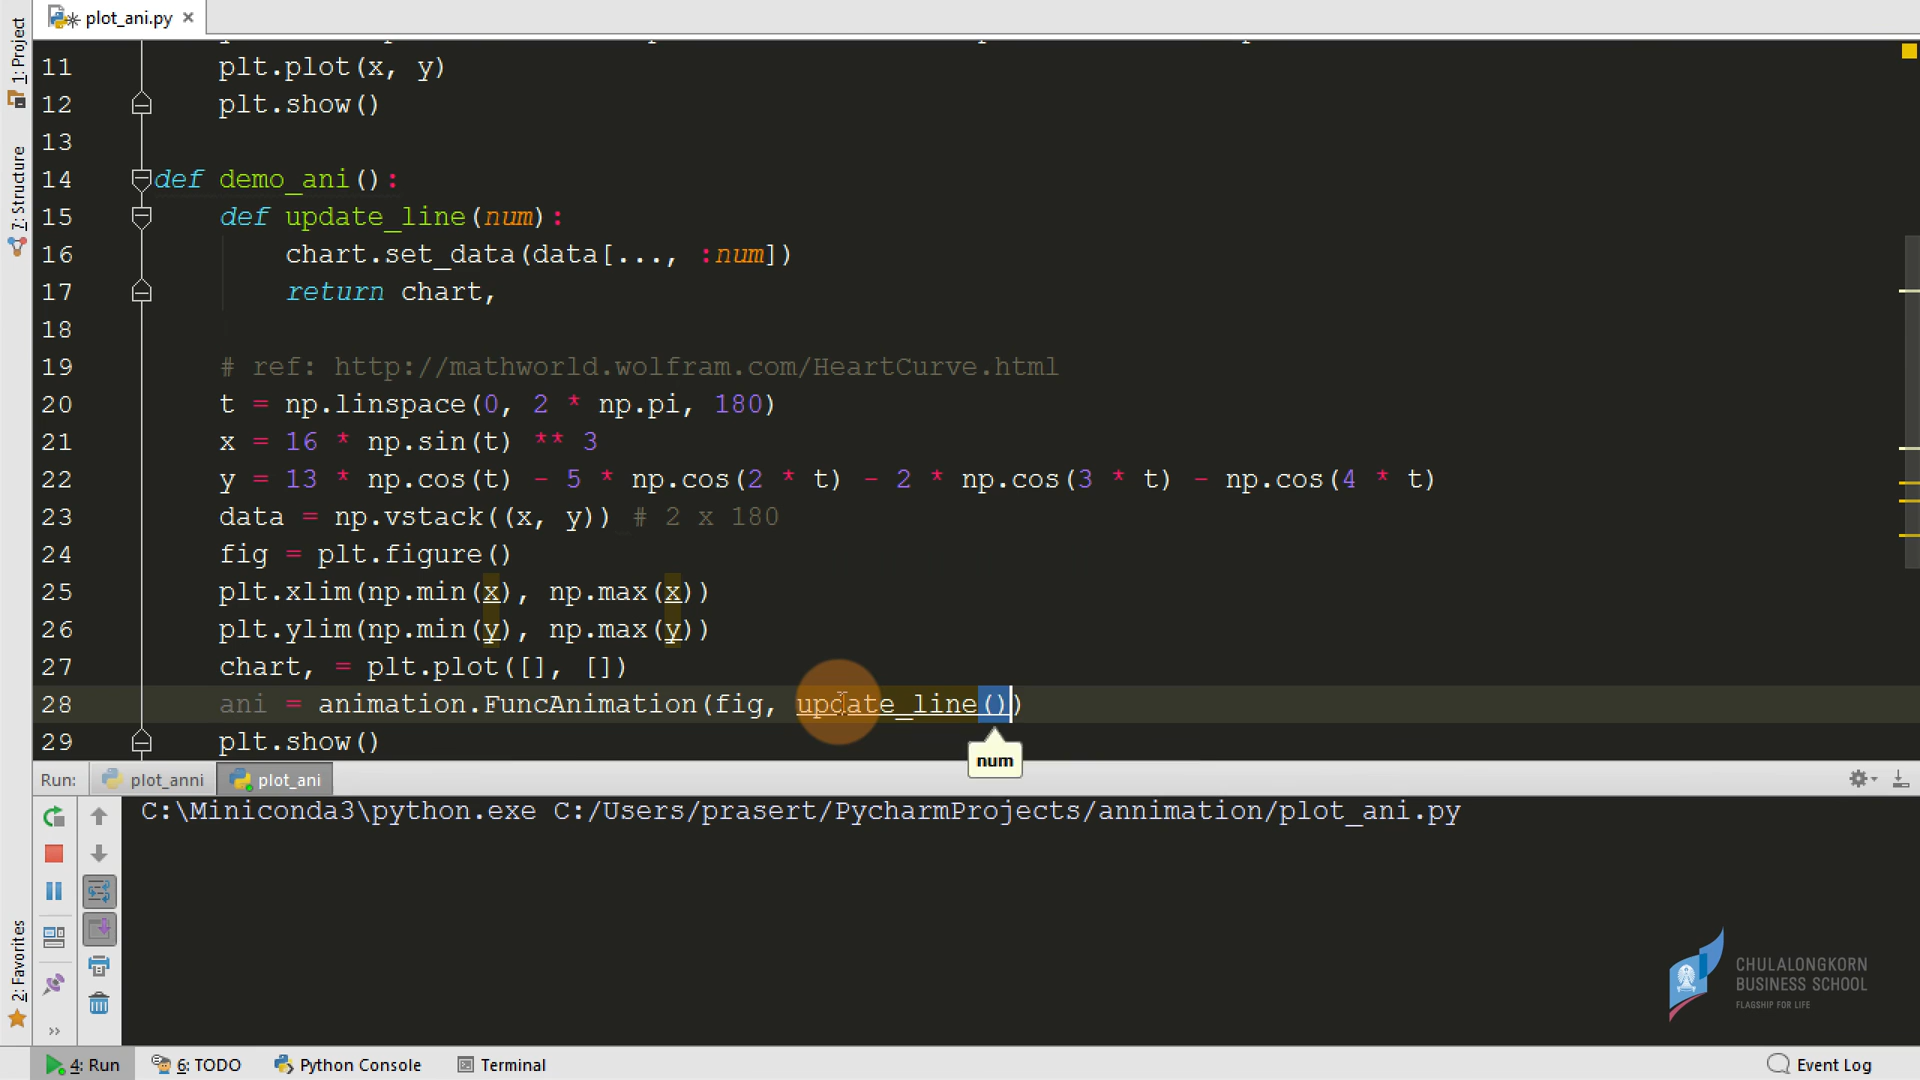 plot_ani.py
1: Project
11 plt.plot(x, y)
12 plt.show()
13
14 def demo_ani():
15 def update_line(num):
16 chart.set_data(data[..., :num])
17 return chart,
18
19 # ref: http://mathworld.wolfram.com/HeartCurve.html
20 t = np.linspace(0, 2 * np.pi, 180)
21 x = 16 * np.sin(t) ** 3
22 y = 13 * np.cos(t) - 5 * np.cos(2 * t) - 2 * np.cos(3 * t) - np.cos(4 * t)
23 data = np.vstack((x, y)) # 2 x 180
24 fig = plt.figure()
25 plt.xlim(np.min(x), np.max(x))
26 plt.ylim(np.min(y), np.max(y))
27 chart, = plt.plot([], [])
28 ani = animation.FuncAnimation(fig, update_line())
29 plt.show()
num
7: Structure
2: Favorites
Run: plot_anni plot_ani
C:\Miniconda3\python.exe C:/Users/prasert/PycharmProjects/annimation/plot_ani.py
CHULALONGKORN
BUSINESS SCHOOL
FLAGSHIP FOR LIFE
4: Run 6: TODO Python Console Terminal Event Log